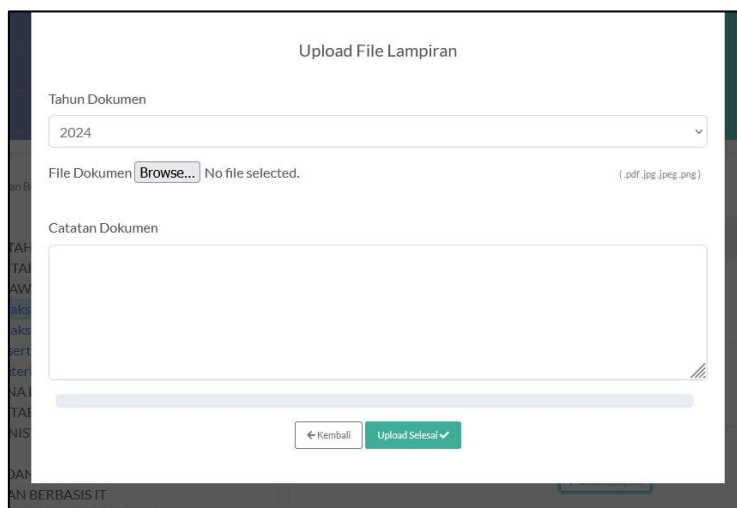 Upload File Lampiran
Tahun Dokumen
2024
File Dokumen Browse... No file selected. (.pdf .jpg .jpeg .png)
Catatan Dokumen
← Kembali Upload Selesai ✓
AN BERBASIS IT